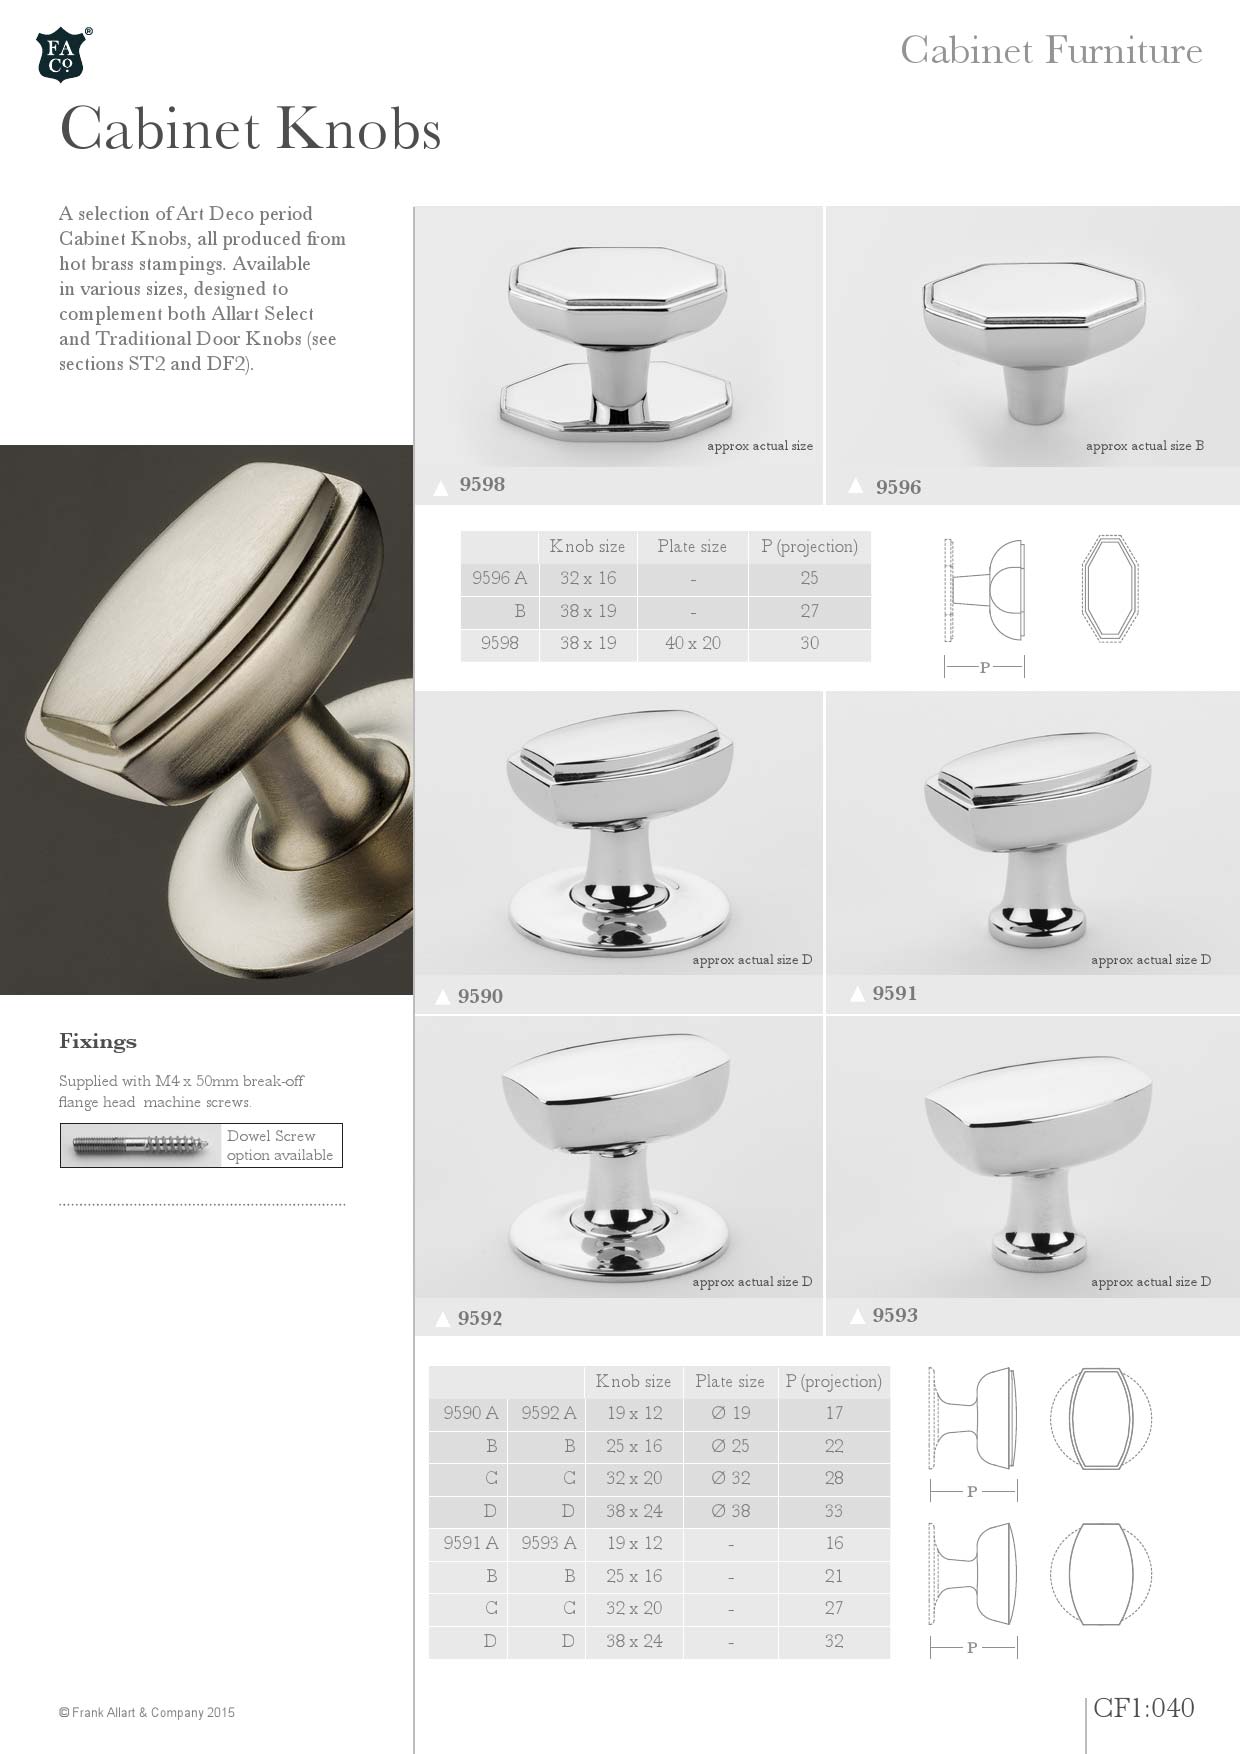 FA
Co.
®
Cabinet Furniture
Cabinet Knobs
A selection of Art Deco period
Cabinet Knobs, all produced from
hot brass stampings. Available
in various sizes, designed to
complement both Allart Select
and Traditional Door Knobs (see
sections ST2 and DF2).
approx actual size
9598
approx actual size B
9596
Knob size Plate size P (projection)
9596 A 32 x 16 - 25
B 38 x 19 - 27
9598 38 x 19 40 x 20 30
P
approx actual size D
9590
approx actual size D
9591
Fixings
Supplied with M4 x 50mm break-off
flange head machine screws.
Dowel Screw
option available
approx actual size D
9592
approx actual size D
9593
Knob size Plate size P (projection)
9590 A 9592 A 19 x 12 Ø 19 17
B B 25 x 16 Ø 25 22
C C 32 x 20 Ø 32 28
D D 38 x 24 Ø 38 33
9591 A 9593 A 19 x 12 - 16
B B 25 x 16 - 21
C C 32 x 20 - 27
D D 38 x 24 - 32
P
P
© Frank Allart & Company 2015
CF1:040